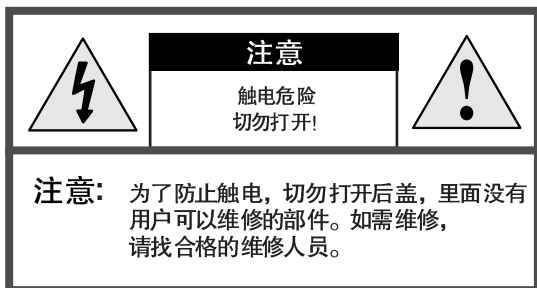 注意
触电危险
切勿打开!
注意: 为了防止触电，切勿打开后盖，里面没有
用户可以维修的部件。如需维修，
请找合格的维修人员。